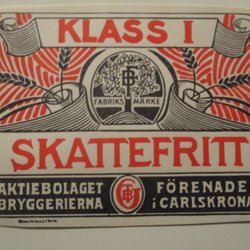 KLASS I
FABRIKS MÄRKE
SKATTEFRITT
AKTIEBOLAGET FÖRENADE
BRYGGERIERNA i CARLSKRONA